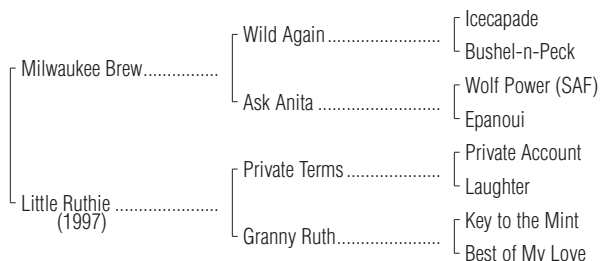 Icecapade
Wild Again ........................
Bushel-n-Peck
Milwaukee Brew................
Wolf Power (SAF)
Ask Anita ..........................
Epanoui
Private Account
Private Terms ....................
Laughter
Little Ruthie ......................
(1997)
Key to the Mint
Granny Ruth......................
Best of My Love